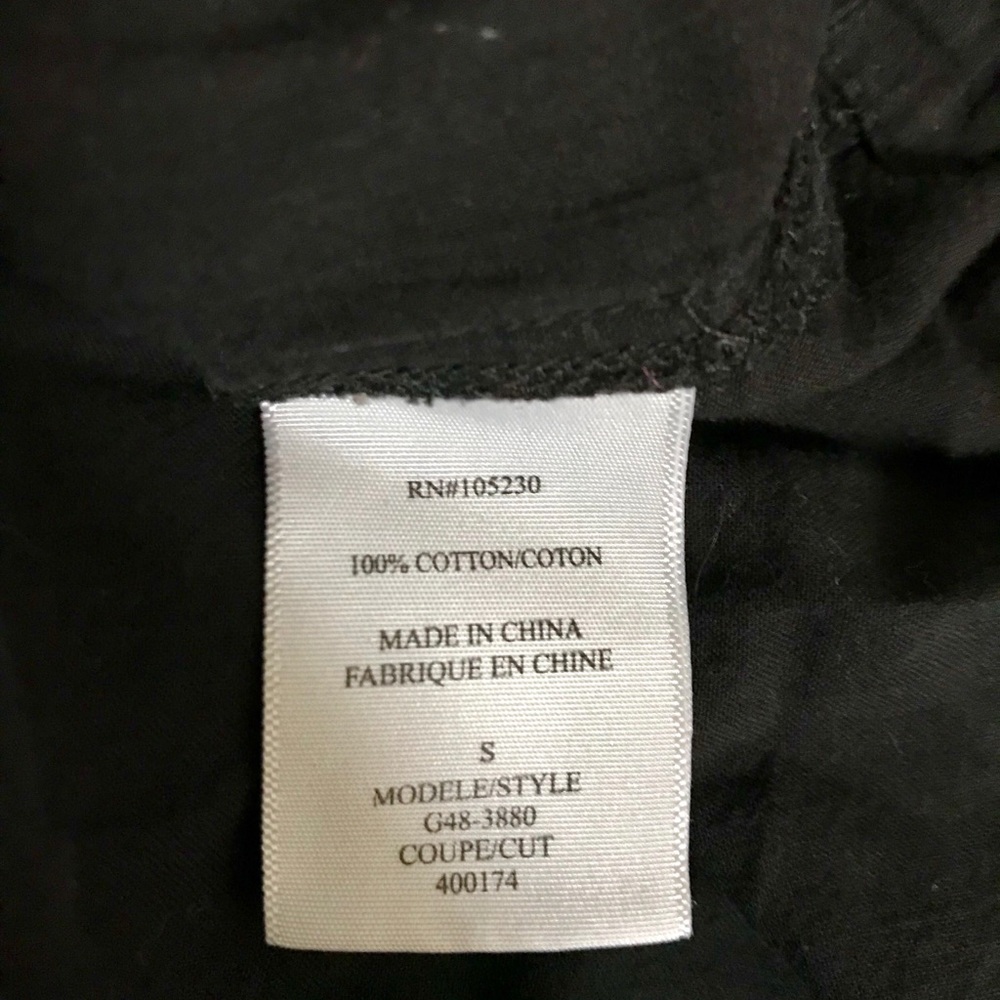 RN#105230
100% COTTON/COTON
MADE IN CHINA
FABRIQUE EN CHINE
S
MODELE/STYLE
G48-3880
COUPE/CUT
400174